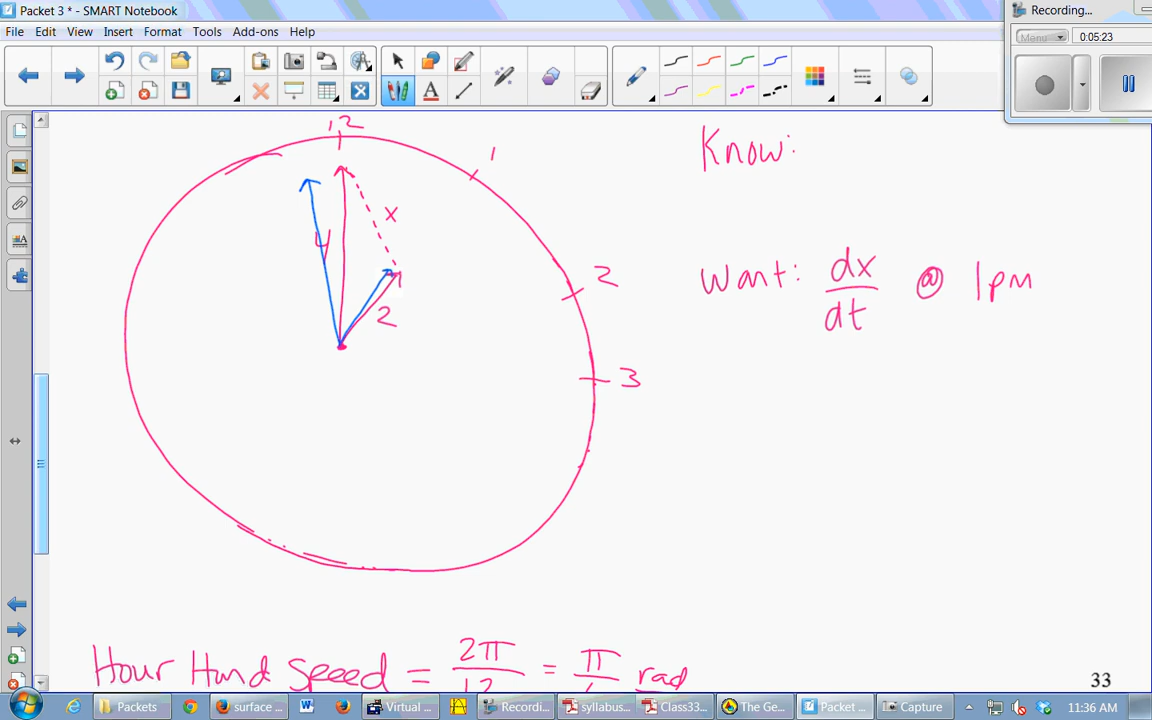 Packet 3 * - SMART Notebook
Recording...
File Edit View Insert Format Tools Add-ons Help
Menu
0:05:23
12
1
Know:
x
4
2
Want: dx/dt @ 1pm
2
3
Hour Hand Speed = 2π/12 = π/6 rad
33
Packets
surface ...
Virtual ...
Recordi...
syllabus...
Class33...
The Ge...
Packet ...
Capture
11:36 AM